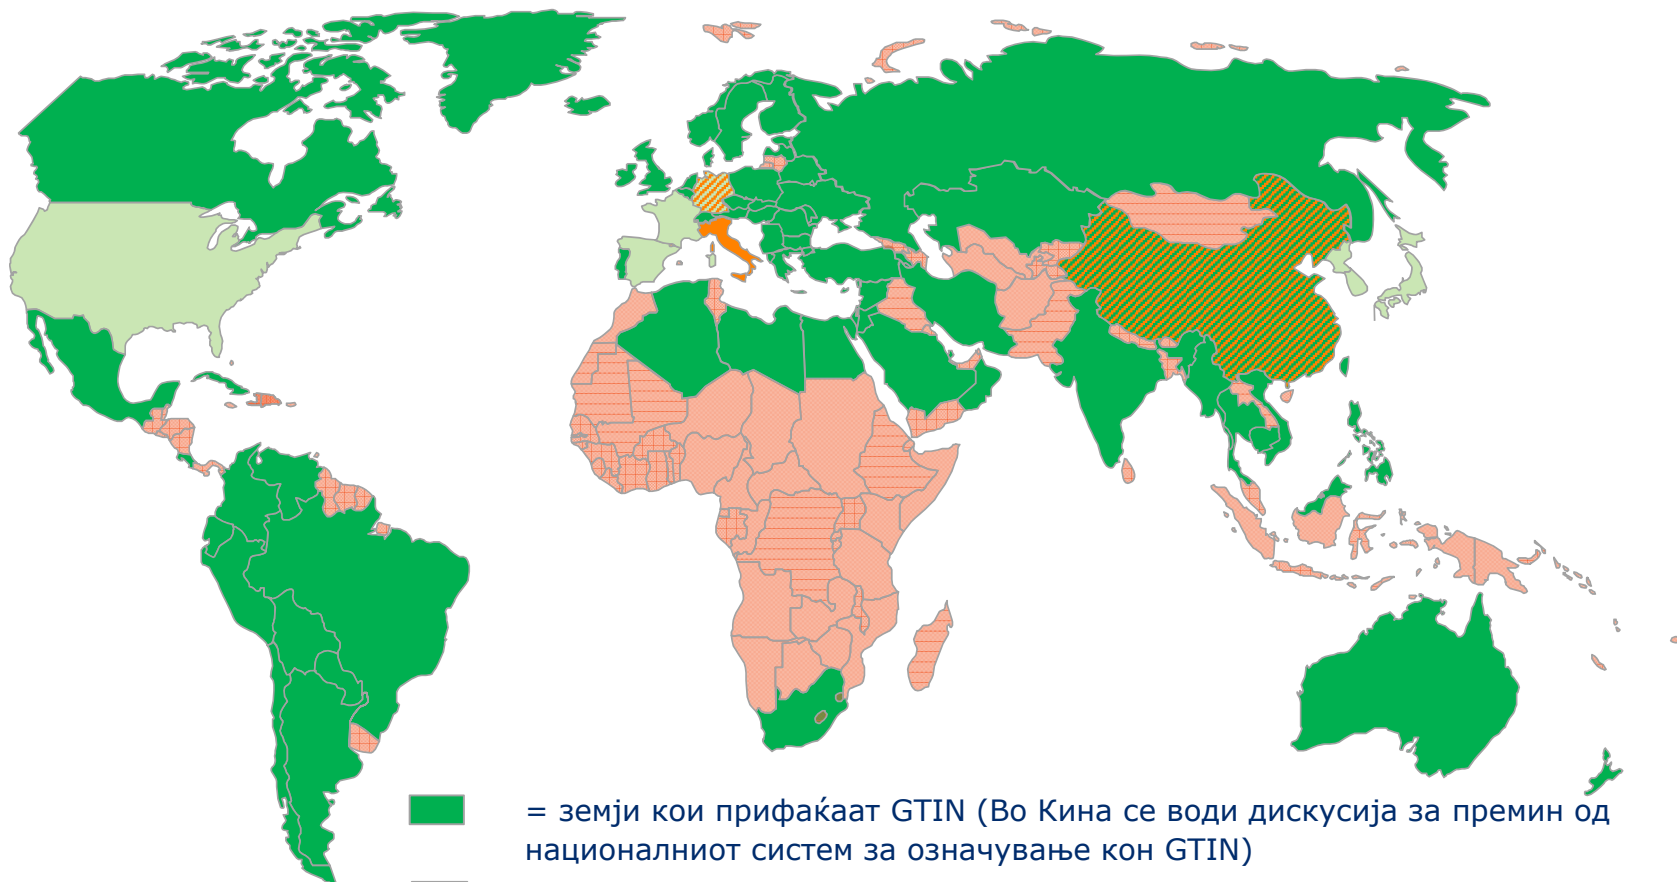 = земји кои прифаќаат GTIN (Во Кина се води дискусија за премин од
националниот систем за означување кон GTIN)